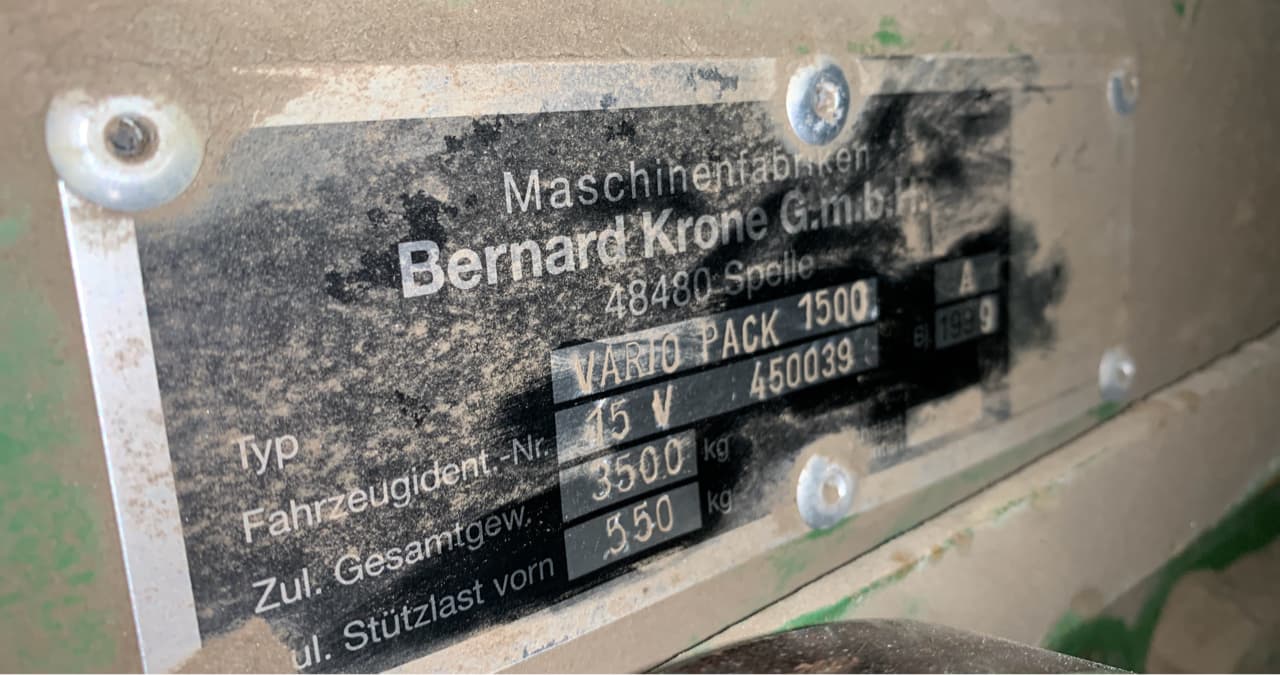 Maschinenfabriken
Bernard Krone G.m.b.H.
48480 Spelle
A
Typ VARIO PACK 1500 Bj. 1999
Fahrzeugident.-Nr. 15 V 450039
Zul. Gesamtgew. 3500 kg
ul. Stützlast vorn 550 kg